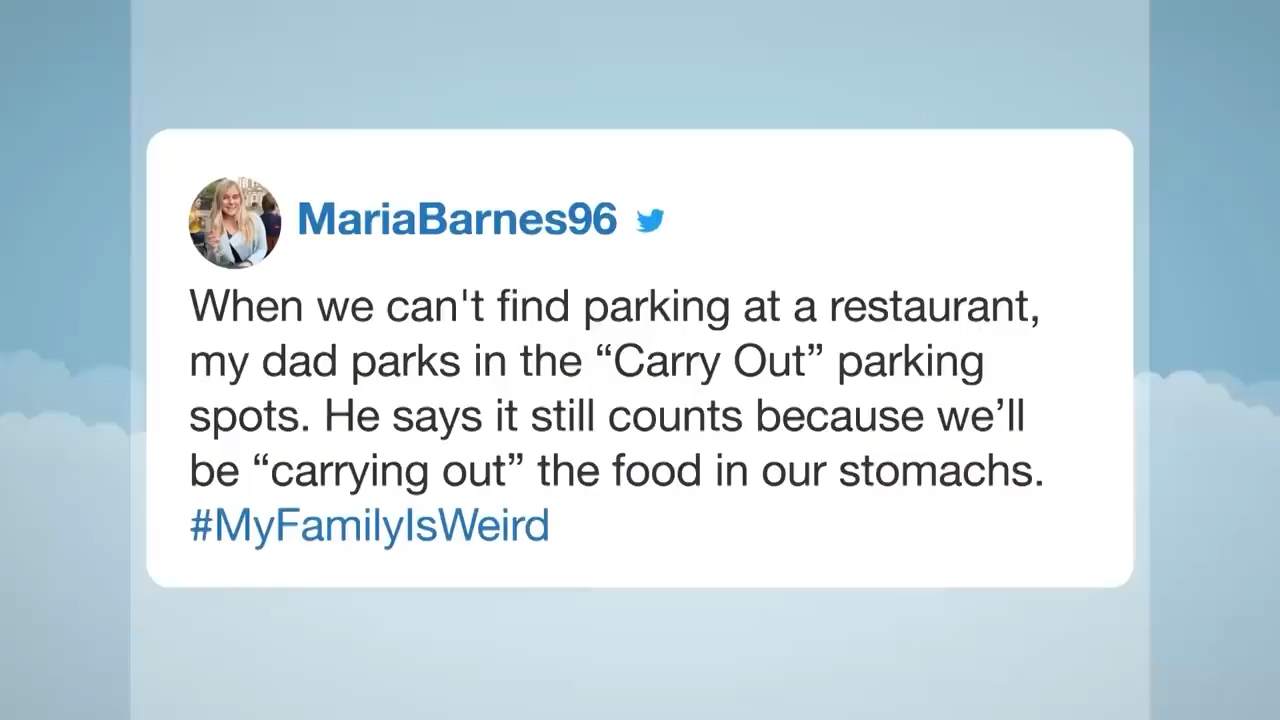 MariaBarnes96
When we can't find parking at a restaurant,
my dad parks in the “Carry Out” parking
spots. He says it still counts because we’ll
be “carrying out” the food in our stomachs.
#MyFamilyIsWeird